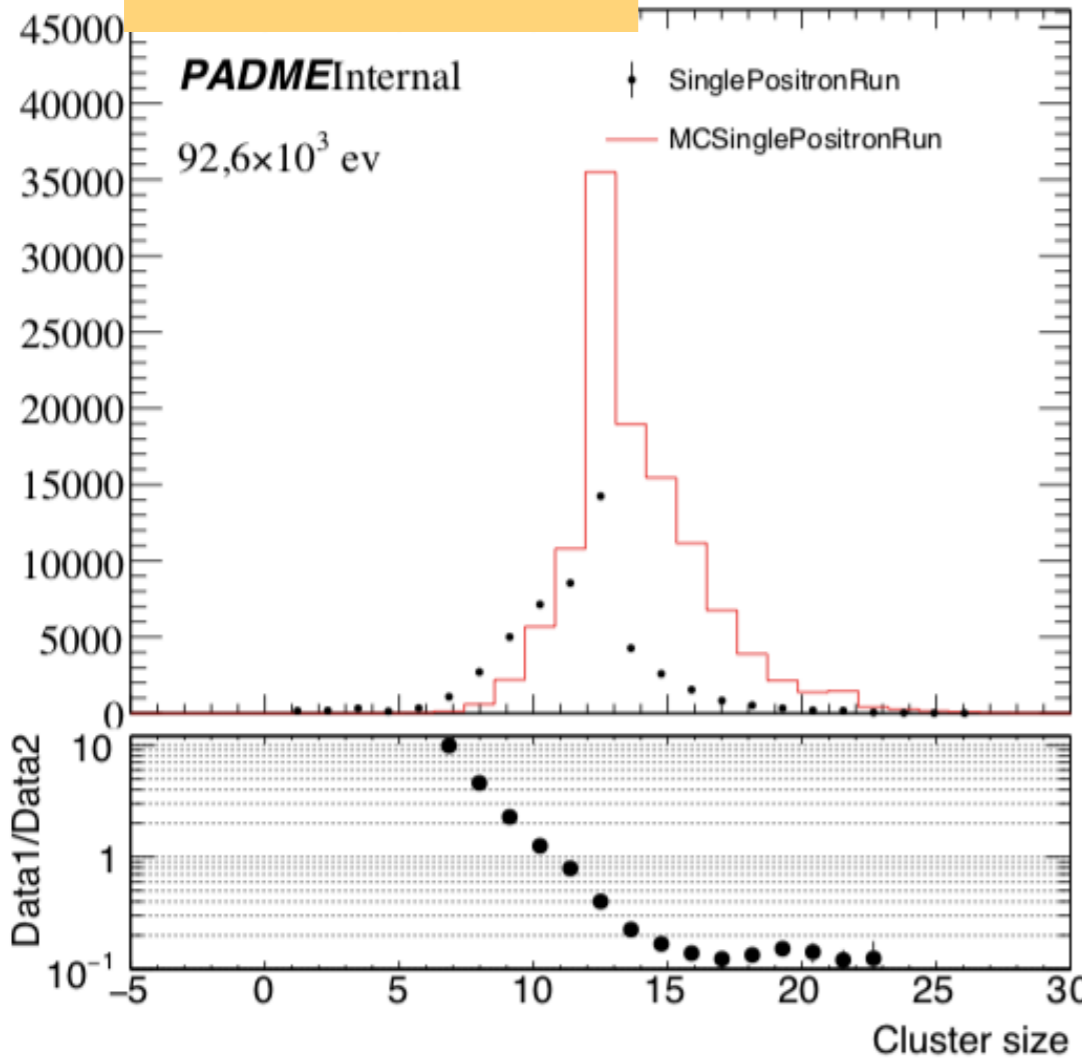 45000
40000
35000
30000
25000
20000
15000
10000
5000
0
PADMEInternal
92,6×10³ ev
SinglePositronRun
MCSinglePositronRun
Data1/Data2
10
1
10⁻¹
−5 0 5 10 15 20 25 30
Cluster size